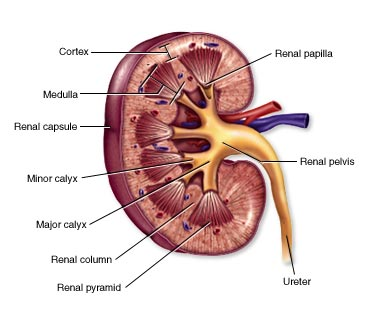 Cortex
Renal papilla
Medulla
Renal capsule
Renal pelvis
Minor calyx
Major calyx
Renal column
Renal pyramid
Ureter